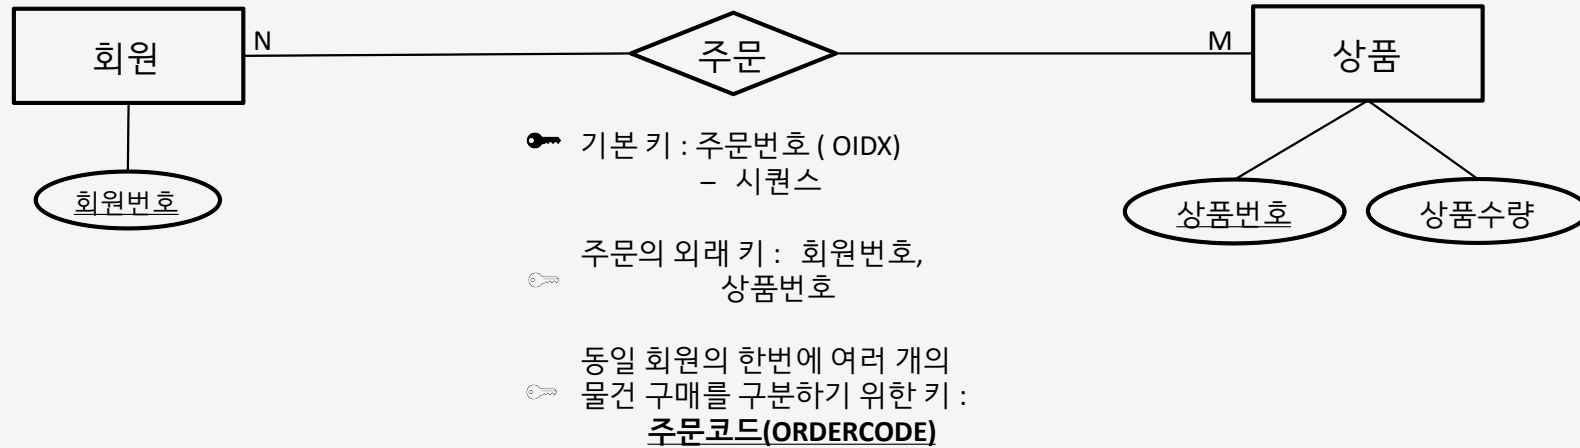 회원
N
주문
M
상품
회원번호
상품번호
상품수량
기본 키 : 주문번호 ( OIDX)
– 시퀀스
주문의 외래 키 : 회원번호,
상품번호
동일 회원의 한번에 여러 개의
물건 구매를 구분하기 위한 키 :
주문코드(ORDERCODE)